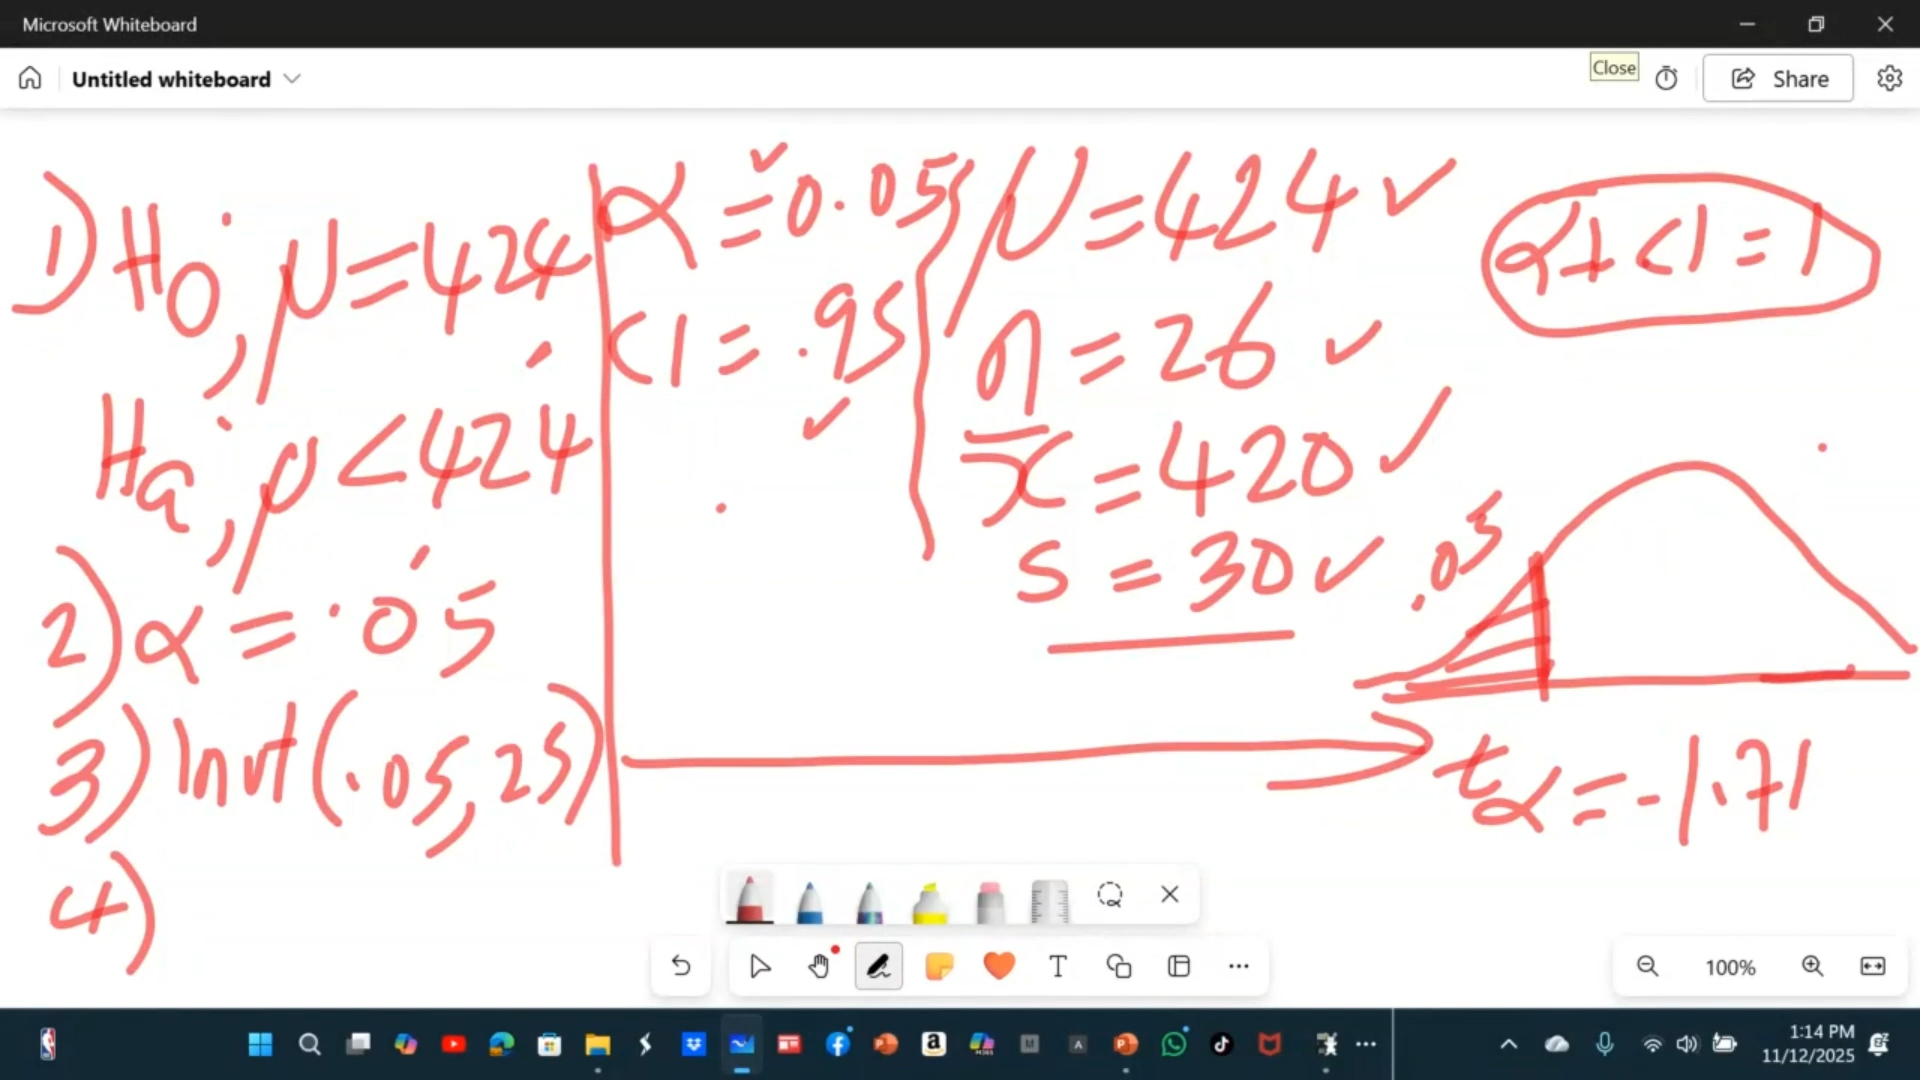 Microsoft Whiteboard
Untitled whiteboard
Close
Share
1) H0: μ=424
Ha: μ<424
2) α = .05
3) Invt(.05,25)
4)
α = 0.05
Cl = .95
μ=424 ✓
n = 26 ✓
x̄ = 420 ✓
s = 30 ✓
α + Cl = 1
.05
tα = -1.71
100%
1:14 PM
11/12/2025